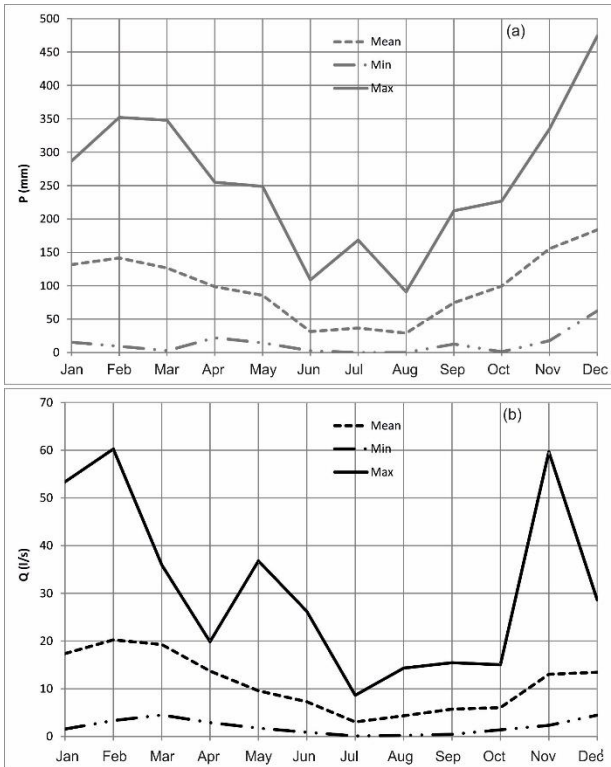 (a)
Mean
Min
Max
P (mm)
500
450
400
350
300
250
200
150
100
50
0
Jan Feb Mar Apr May Jun Jul Aug Sep Oct Nov Dec
(b)
Mean
Min
Max
Q (l/s)
70
60
50
40
30
20
10
0
Jan Feb Mar Apr May Jun Jul Aug Sep Oct Nov Dec